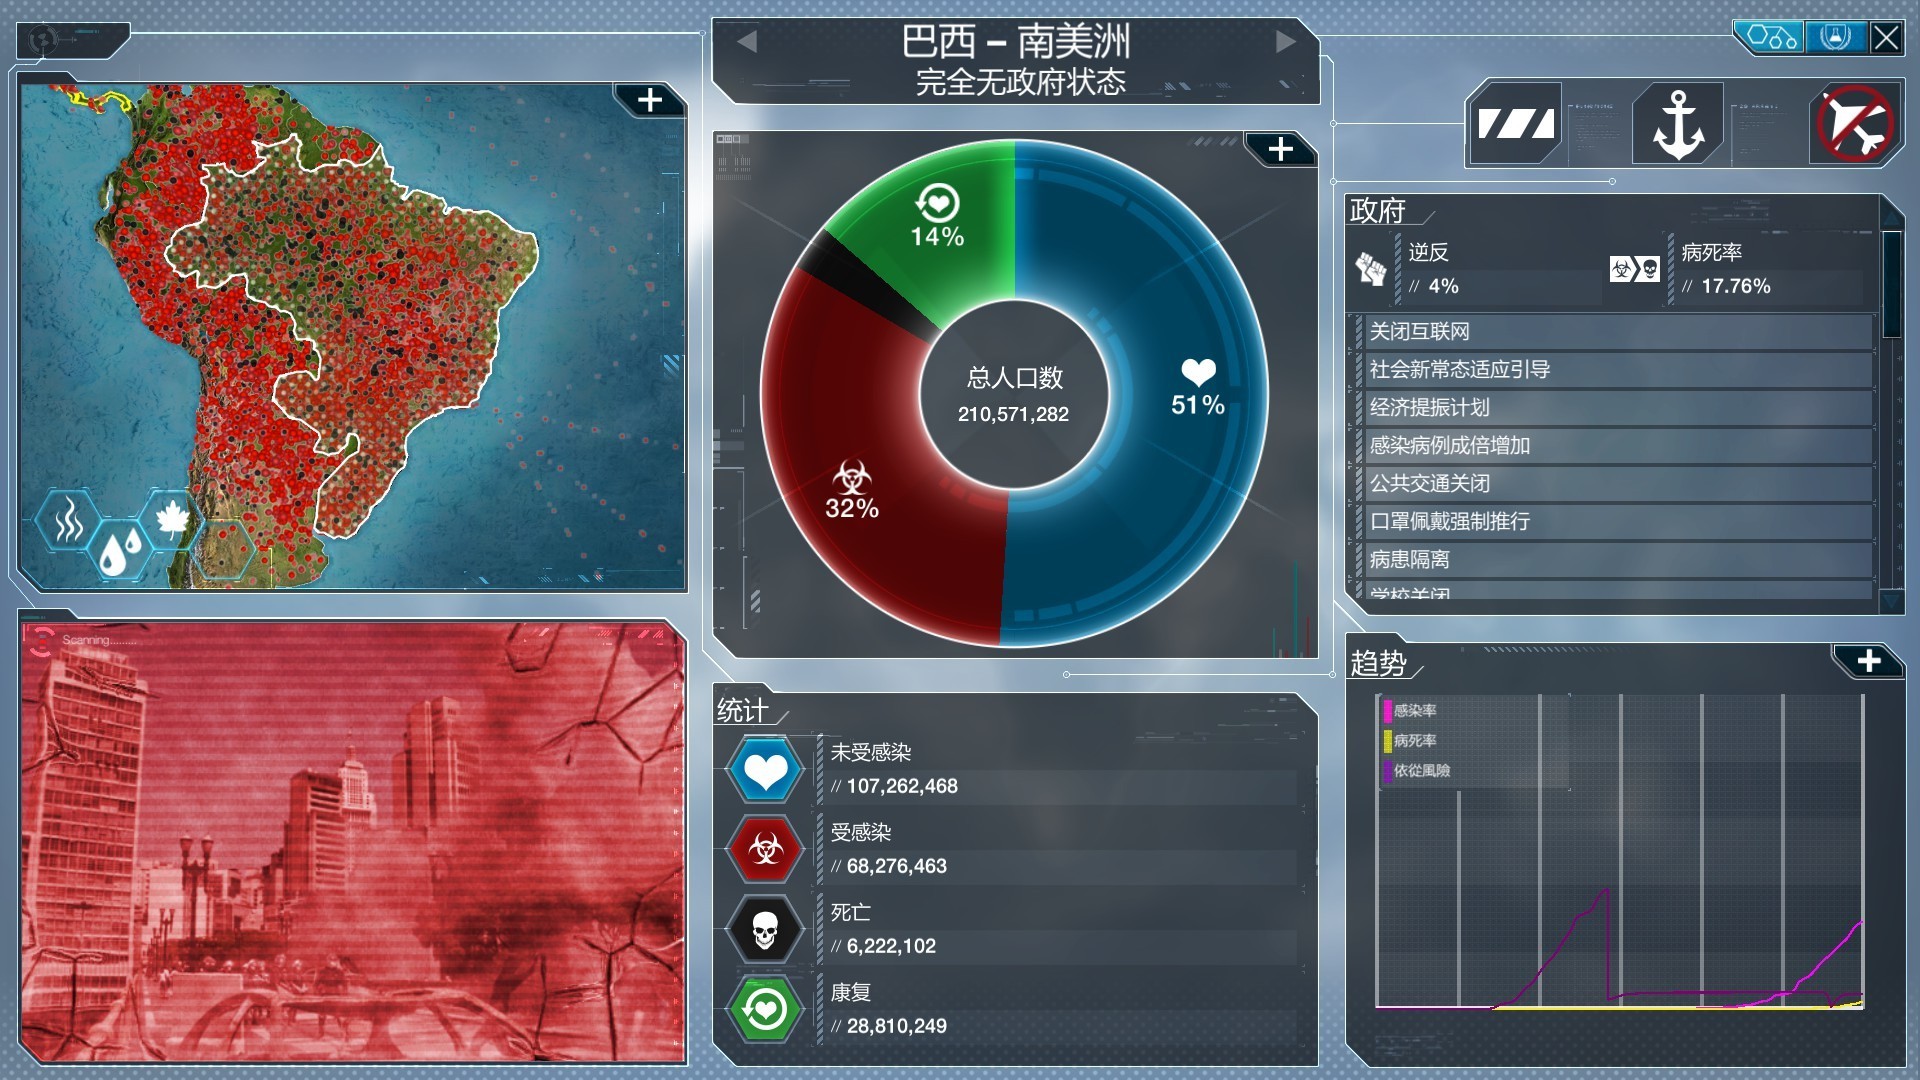 巴西 – 南美洲
完全无政府状态
14%
51%
32%
总人口数
210,571,282
政府
逆反
// 4%
病死率
// 17.76%
关闭互联网
社会新常态适应引导
经济提振计划
感染病例成倍增加
公共交通关闭
口罩佩戴强制推行
病患隔离
学校关闭
Scanning.........
统计
未受感染
// 107,262,468
受感染
// 68,276,463
死亡
// 6,222,102
康复
// 28,810,249
趋势
感染率
病死率
依從風險